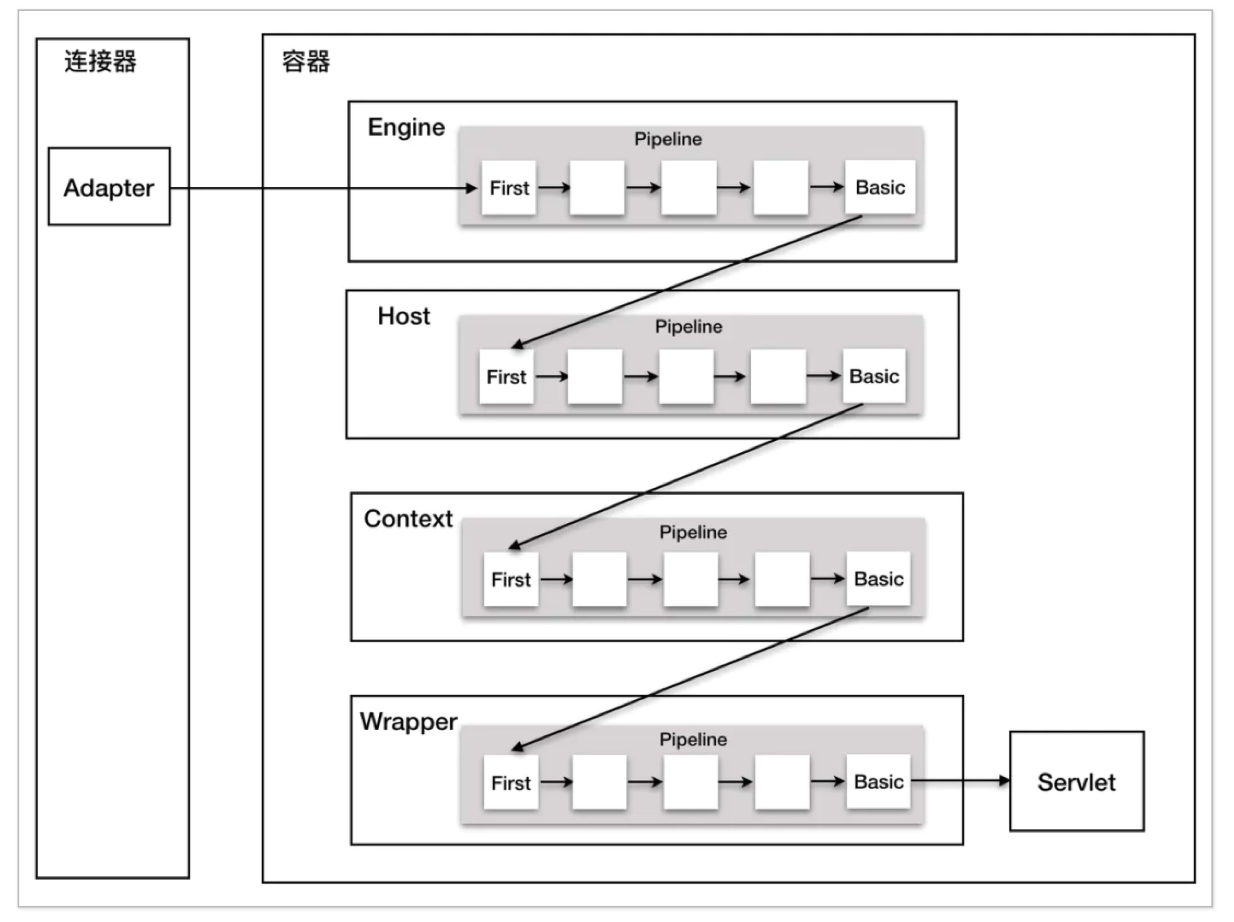 连接器
容器
Engine
Pipeline
Adapter
First
Basic
Host
Pipeline
First
Basic
Context
Pipeline
First
Basic
Wrapper
Pipeline
First
Basic
Servlet